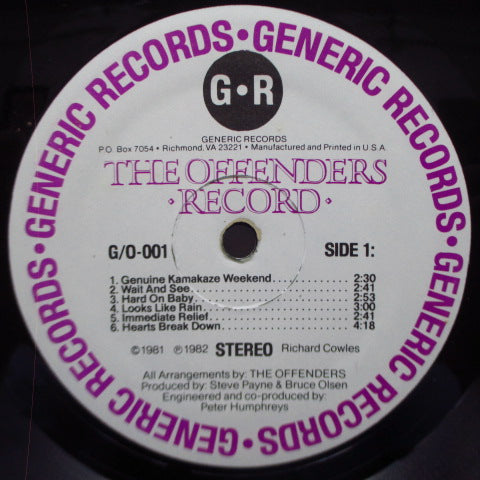 GENERIC RECORDS • GENERIC RECORDS • GENERIC RECORDS • GENERIC RECORDS •
G•R
GENERIC RECORDS
P.O. Box 7054 • Richmond, VA 23221 • Manufactured and Printed in U.S.A.
THE OFFENDERS
• RECORD •
G/O-001 SIDE 1:
1. Genuine Kamakaze Weekend 2:30
2. Wait And See 2:41
3. Hard On Baby 2:53
4. Looks Like Rain 3:00
5. Immediate Relief 2:41
6. Hearts Break Down 4:18
©1981 ℗1982 STEREO Richard Cowles
All Arrangements by: THE OFFENDERS
Produced by: Steve Payne & Bruce Olsen
Engineered and co-produced by:
Peter Humphreys